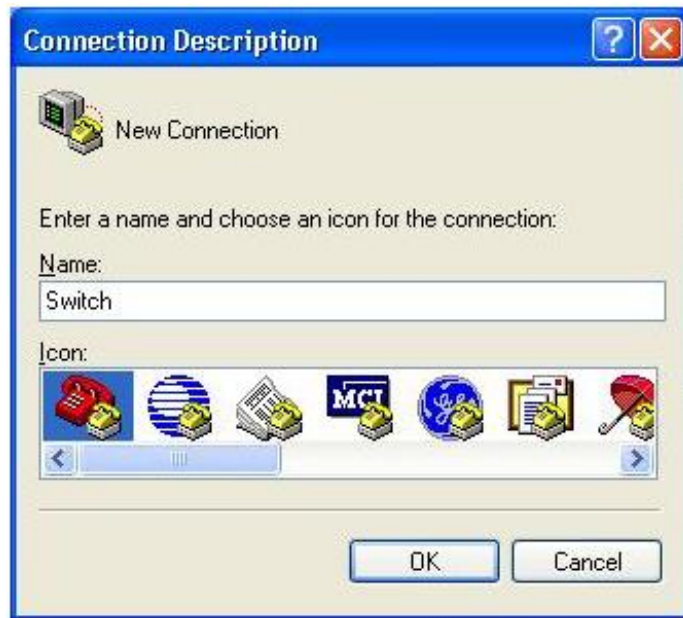 Connection Description
New Connection
Enter a name and choose an icon for the connection:
Name:
Switch
Icon:
MCI
OK Cancel